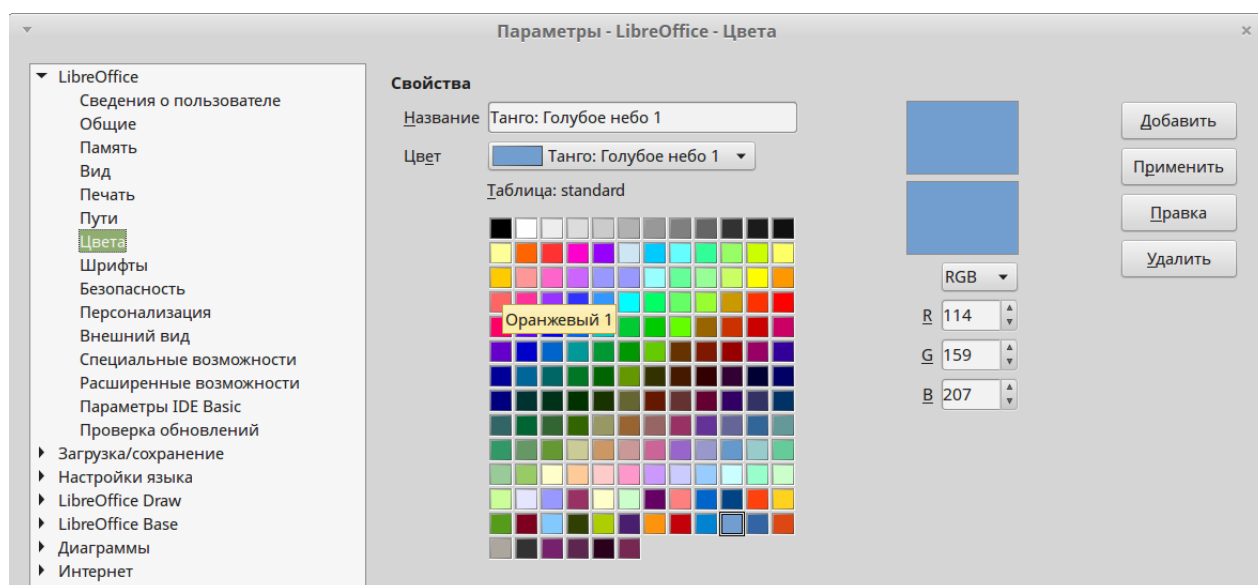 Параметры - LibreOffice - Цвета
LibreOffice
Сведения о пользователе
Общие
Память
Вид
Печать
Пути
Цвета
Шрифты
Безопасность
Персонализация
Внешний вид
Специальные возможности
Расширенные возможности
Параметры IDE Basic
Проверка обновлений
Загрузка/сохранение
Настройки языка
LibreOffice Draw
LibreOffice Base
Диаграммы
Интернет
Свойства
Название Танго: Голубое небо 1
Цвет Танго: Голубое небо 1
Таблица: standard
Оранжевый 1
RGB
R 114
G 159
B 207
Добавить
Применить
Правка
Удалить